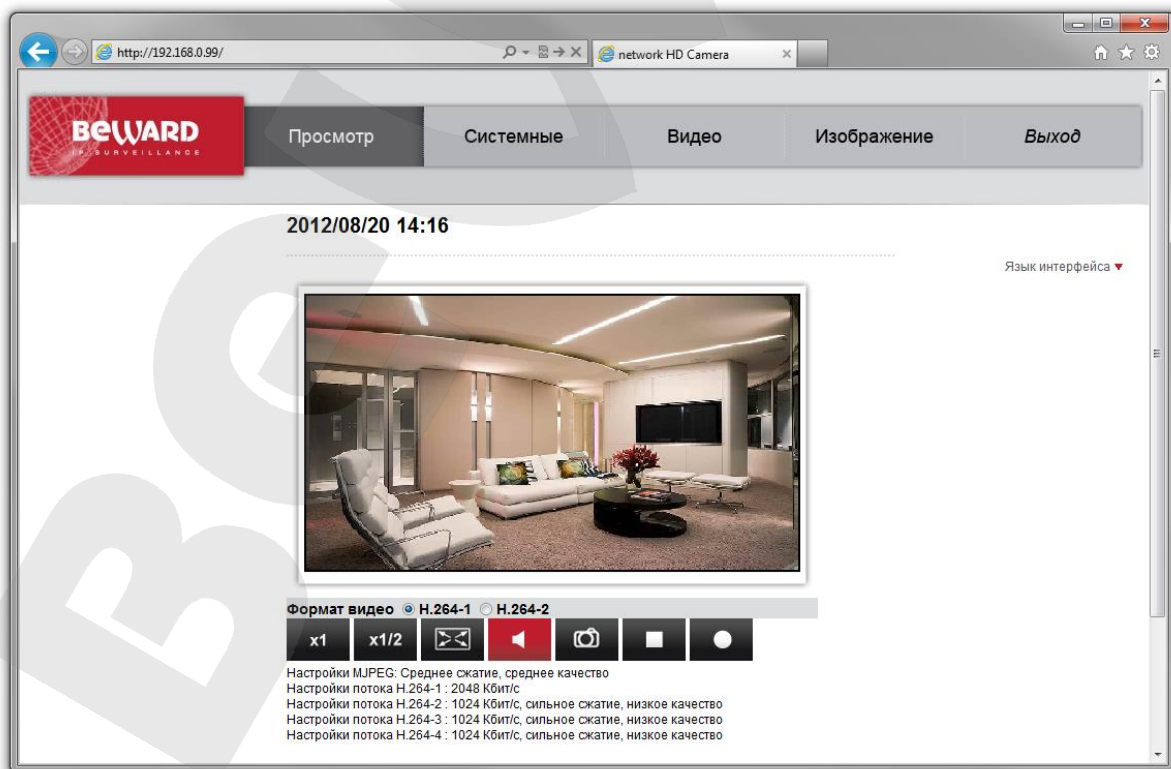 http://192.168.0.99/
network HD Camera
BEWARD
IP SURVEILLANCE
Просмотр
Системные
Видео
Изображение
Выход
2012/08/20 14:16
Язык интерфейса
Формат видео H.264-1 H.264-2
x1 x1/2
Настройки MJPEG: Среднее сжатие, среднее качество
Настройки потока H.264-1 : 2048 Кбит/с
Настройки потока H.264-2 : 1024 Кбит/с, сильное сжатие, низкое качество
Настройки потока H.264-3 : 1024 Кбит/с, сильное сжатие, низкое качество
Настройки потока H.264-4 : 1024 Кбит/с, сильное сжатие, низкое качество